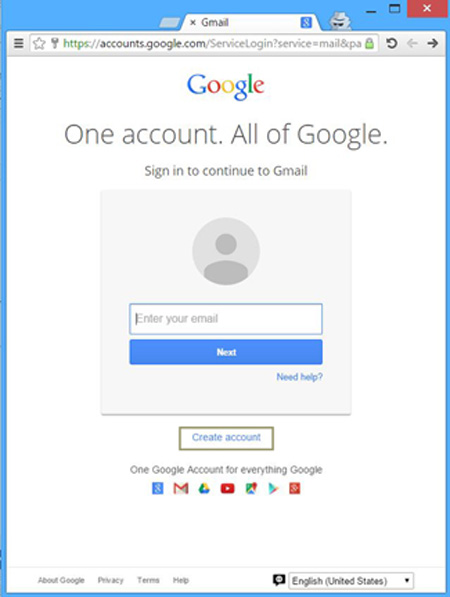 Gmail
https://accounts.google.com/ServiceLogin?service=mail&pa
Google
One account. All of Google.
Sign in to continue to Gmail
Enter your email
Next
Need help?
Create account
One Google Account for everything Google
About Google Privacy Terms Help English (United States)